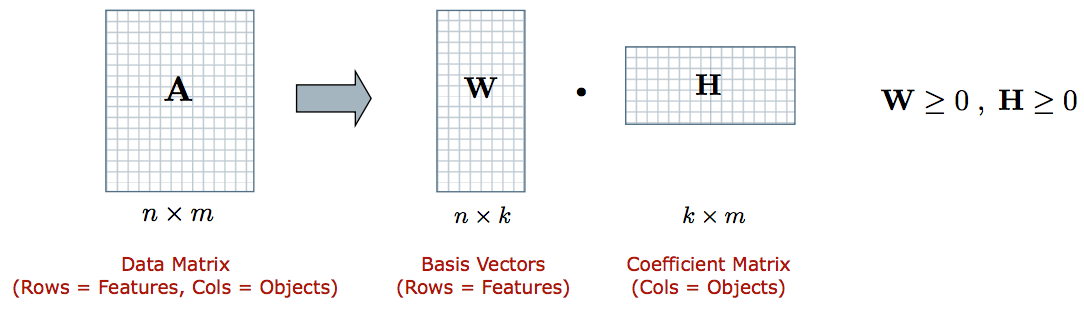 A
W
•
H
W ≥ 0 , H ≥ 0
n × m
n × k
k × m
Data Matrix
(Rows = Features, Cols = Objects)
Basis Vectors
(Rows = Features)
Coefficient Matrix
(Cols = Objects)